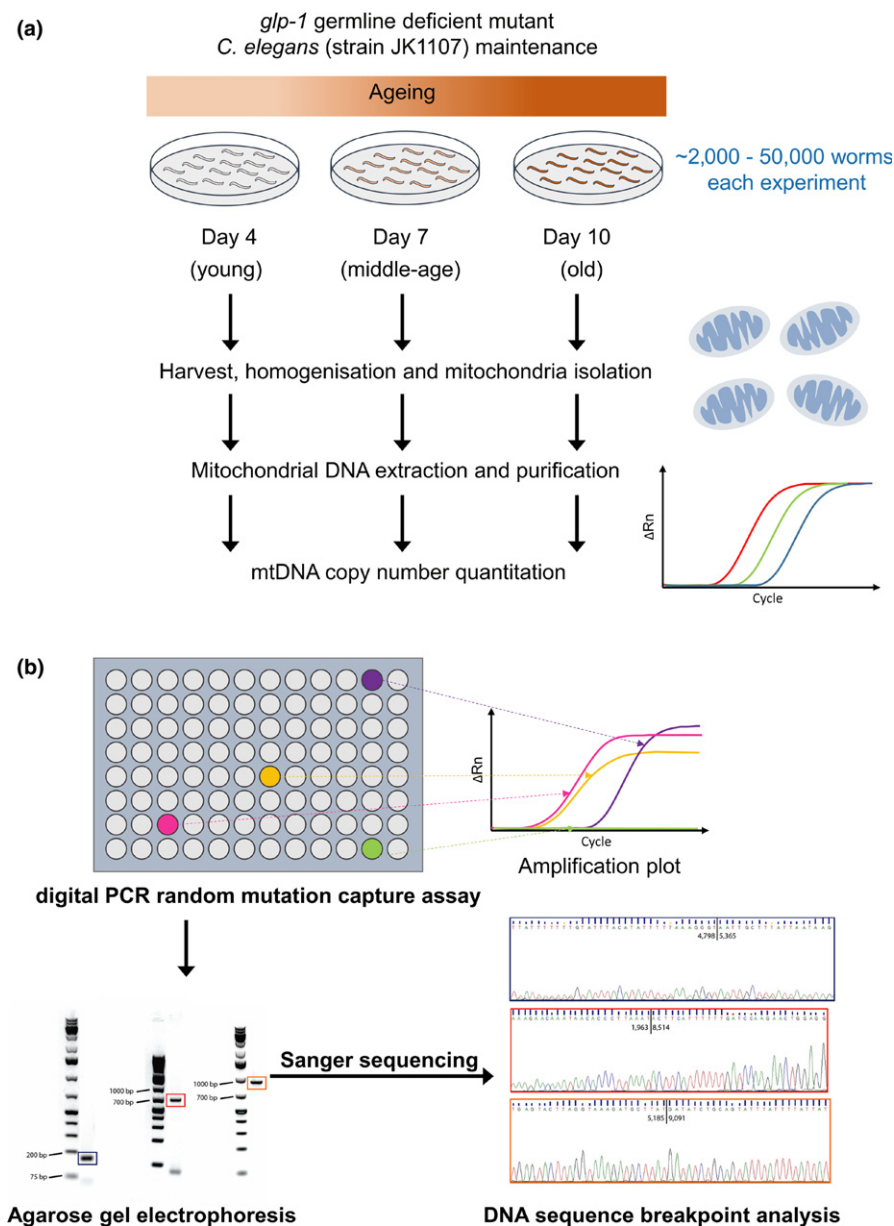 (a)
glp-1 germline deficient mutant
C. elegans (strain JK1107) maintenance
Ageing
~2,000 - 50,000 worms
each experiment
Day 4
(young)
Day 7
(middle-age)
Day 10
(old)
Harvest, homogenisation and mitochondria isolation
Mitochondrial DNA extraction and purification
mtDNA copy number quantitation
ΔRn
Cycle
(b)
ΔRn
Cycle
Amplification plot
digital PCR random mutation capture assay
200 bp
75 bp
1000 bp
700 bp
1000 bp
700 bp
Agarose gel electrophoresis
Sanger sequencing
4,798 5,365
1,963 8,514
5,185 9,091
DNA sequence breakpoint analysis